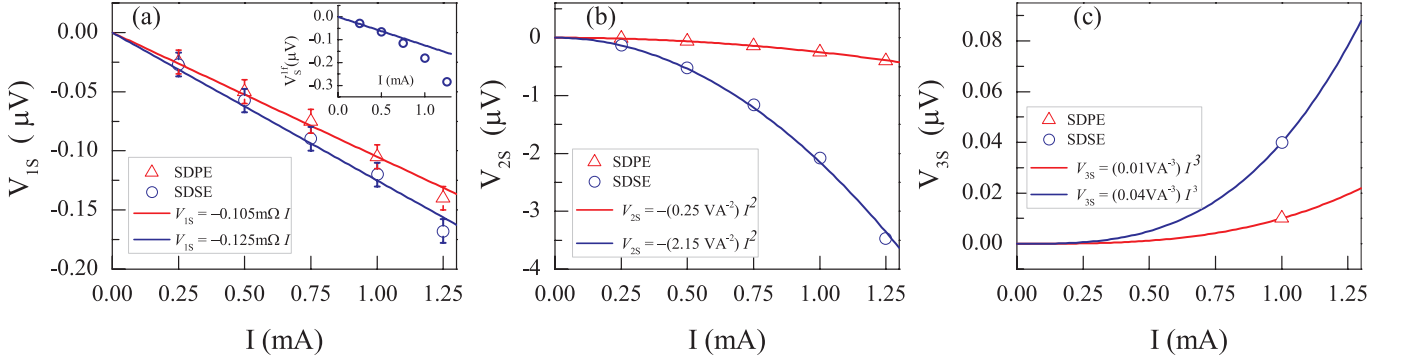 (a)
V1S ( μV)
0.00
-0.05
-0.10
-0.15
-0.20
0.00 0.25 0.50 0.75 1.00 1.25
I (mA)
SDPE
SDSE
V1S = −0.105mΩ I
V1S = −0.125mΩ I
VS1f (μV)
0.0
-0.1
-0.2
-0.3
I (mA)
0.0 0.5 1.0
(b)
V2S (μV)
0
-1
-2
-3
-4
0.00 0.25 0.50 0.75 1.00 1.25
I (mA)
SDPE
SDSE
V2S = −(0.25 VA-2) I2
V2S = −(2.15 VA-2) I2
(c)
V3S (μV)
0.08
0.06
0.04
0.02
0.00
0.00 0.25 0.50 0.75 1.00 1.25
I (mA)
SDPE
SDSE
V3S = (0.01VA-3) I3
V3S = (0.04VA-3) I3